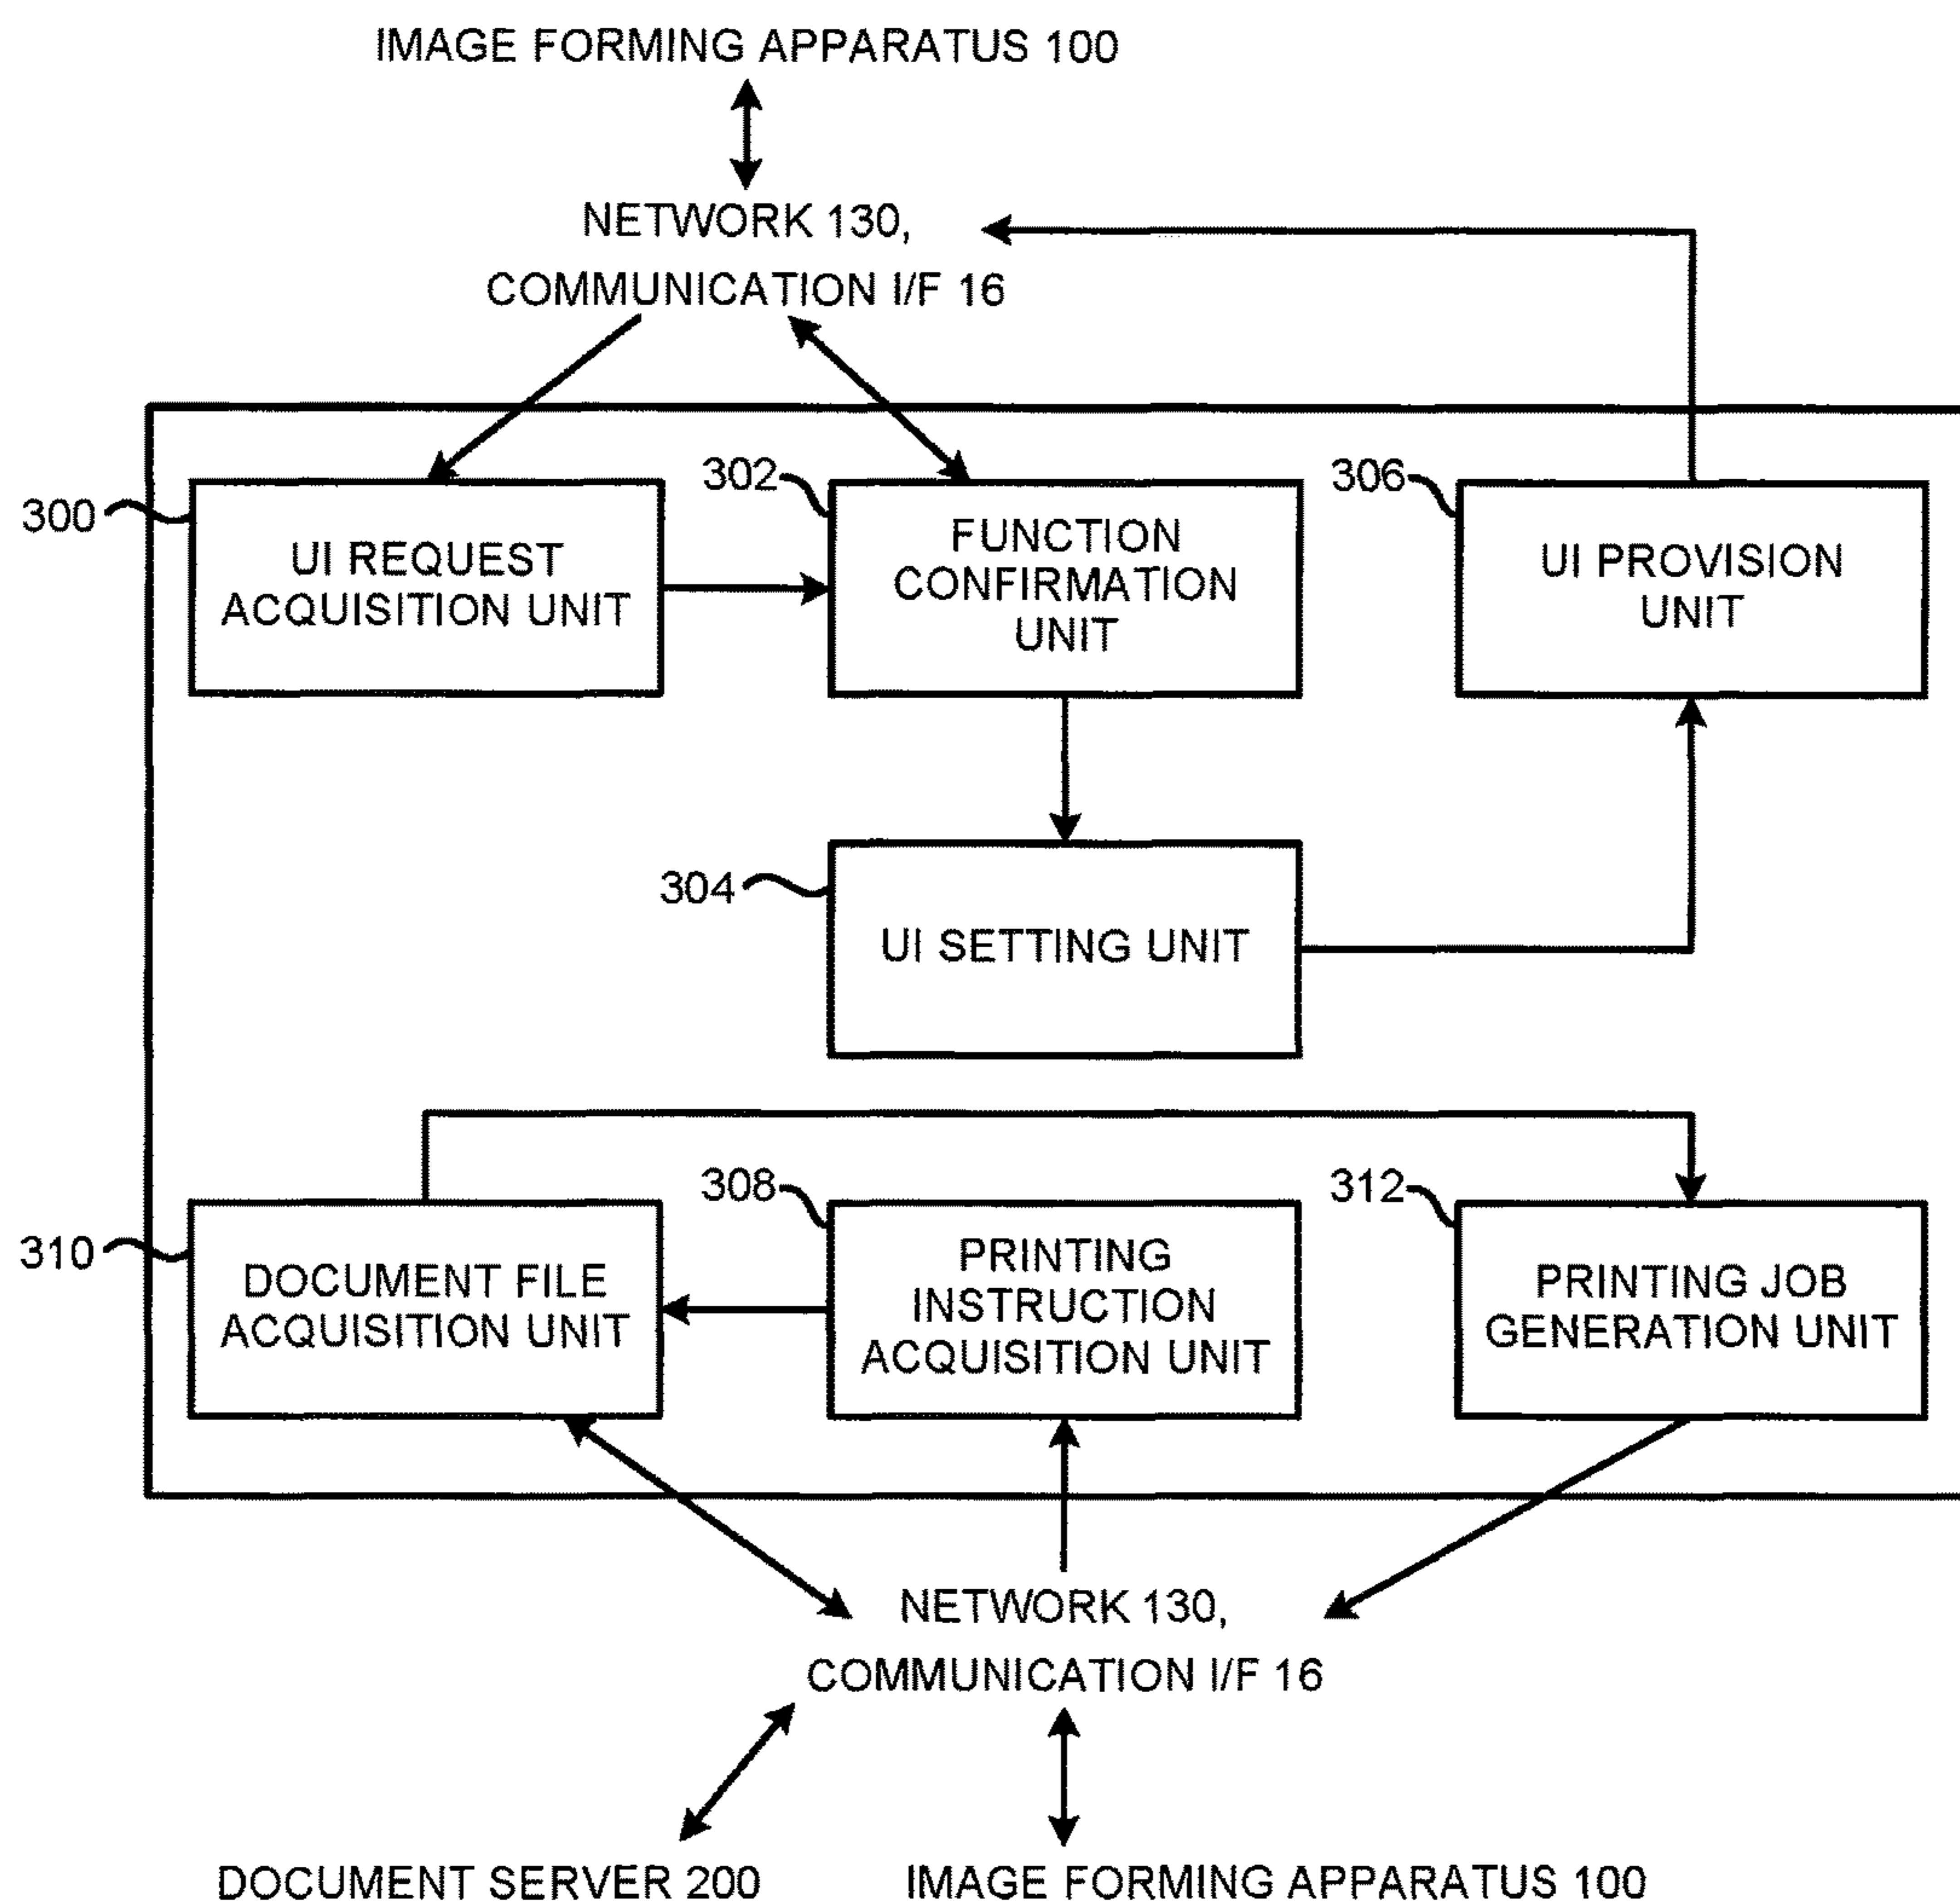 IMAGE FORMING APPARATUS 100
NETWORK 130,
COMMUNICATION I/F 16
300
UI REQUEST
ACQUISITION UNIT
302
FUNCTION
CONFIRMATION
UNIT
306
UI PROVISION
UNIT
304
UI SETTING UNIT
310
DOCUMENT FILE
ACQUISITION UNIT
308
PRINTING
INSTRUCTION
ACQUISITION UNIT
312
PRINTING JOB
GENERATION UNIT
NETWORK 130,
COMMUNICATION I/F 16
DOCUMENT SERVER 200
IMAGE FORMING APPARATUS 100